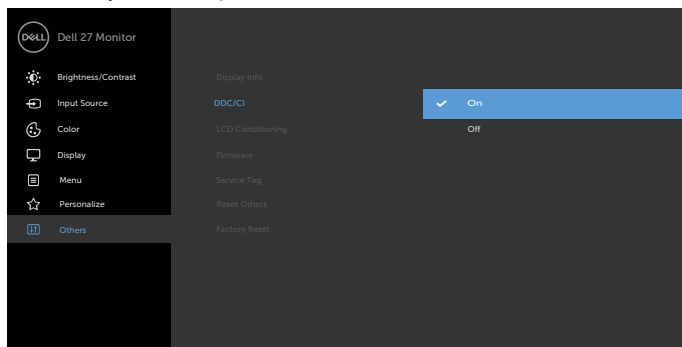 DELL
Dell 27 Monitor
Brightness/Contrast
Input Source
Color
Display
Menu
Personalize
Others
Display Info
DDC/CI
LCD Conditioning
Firmware
Service Tag
Reset Others
Factory Reset
On
Off